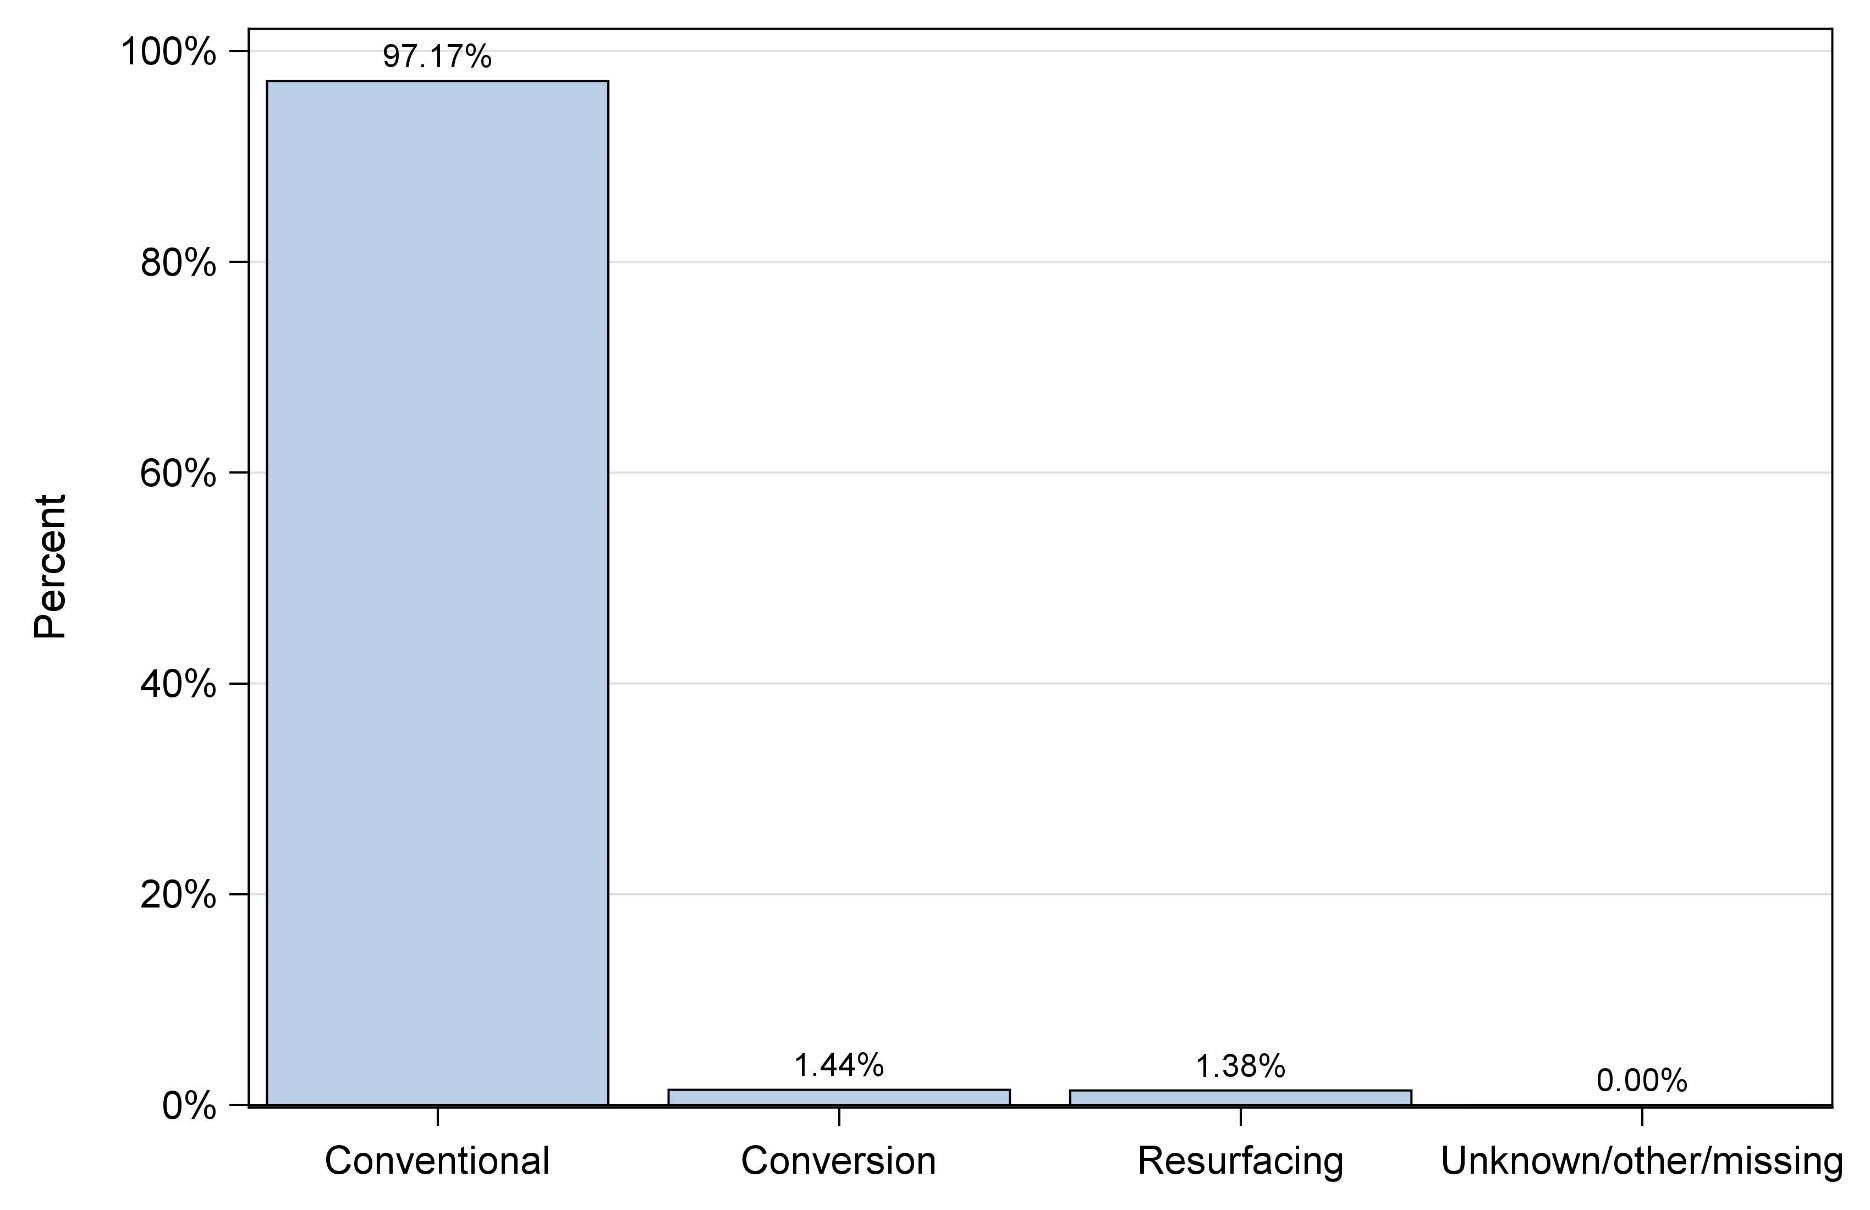 Percent
100%
80%
60%
40%
20%
0%
97.17%
1.44%
1.38%
0.00%
Conventional
Conversion
Resurfacing
Unknown/other/missing